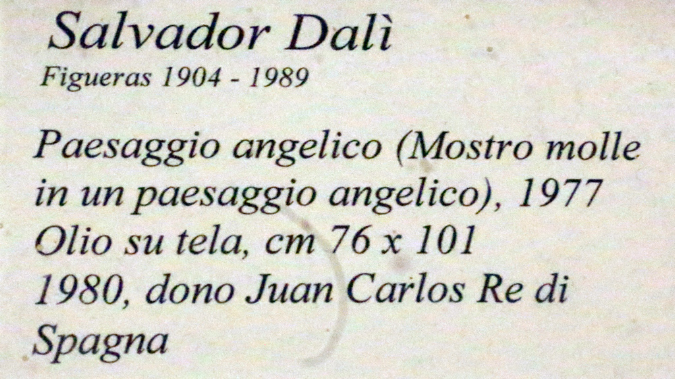 Salvador Dalì
Figueras 1904 - 1989
Paesaggio angelico (Mostro molle
in un paesaggio angelico), 1977
Olio su tela, cm 76 x 101
1980, dono Juan Carlos Re di
Spagna